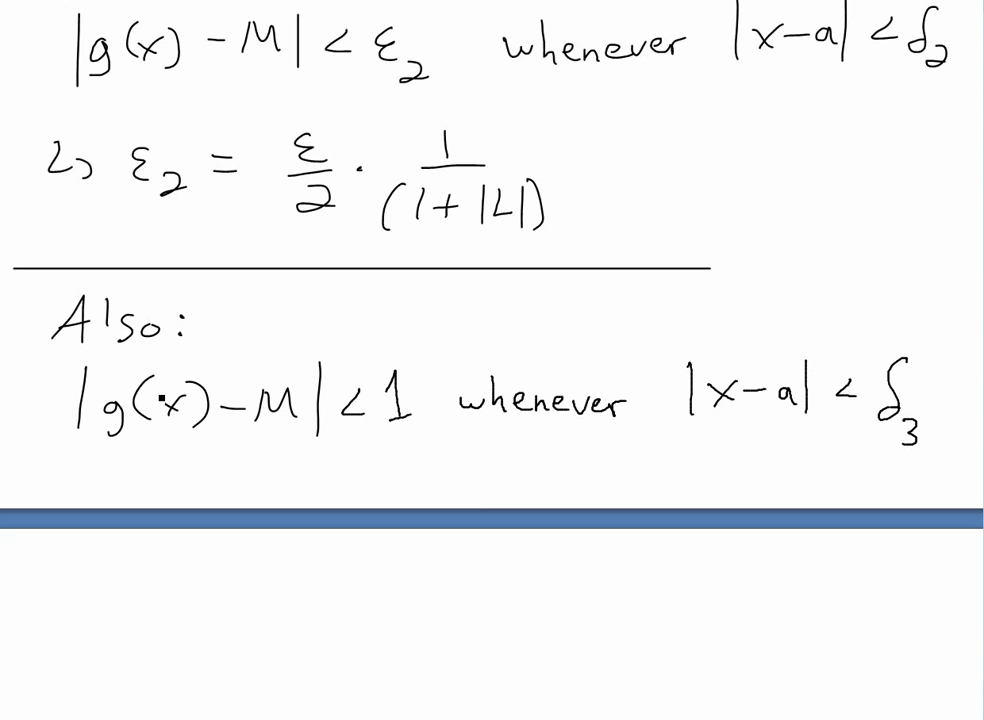 |g(x) - M| < ε₂ whenever |x-a| < δ₂
↳ ε₂ = ε/2 · 1/(1+|L|)
Also:
|g(x) - M| < 1 whenever |x-a| < δ₃